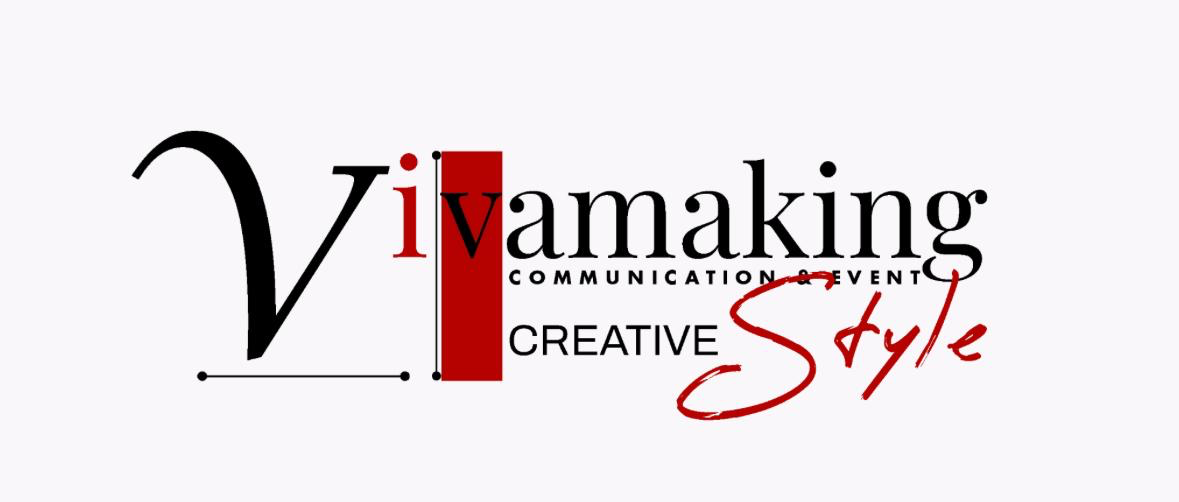 Vivamaking
COMMUNICATION & EVENT
CREATIVE Style